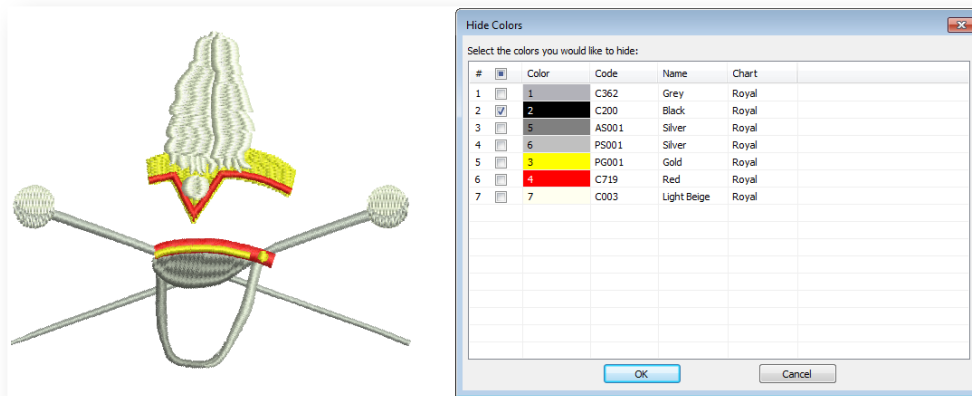 Hide Colors
Select the colors you would like to hide:
# Color Code Name Chart
1 1 C362 Grey Royal
2 2 C200 Black Royal
3 5 AS001 Silver Royal
4 6 PS001 Silver Royal
5 3 PG001 Gold Royal
6 4 C719 Red Royal
7 7 C003 Light Beige Royal
OK Cancel